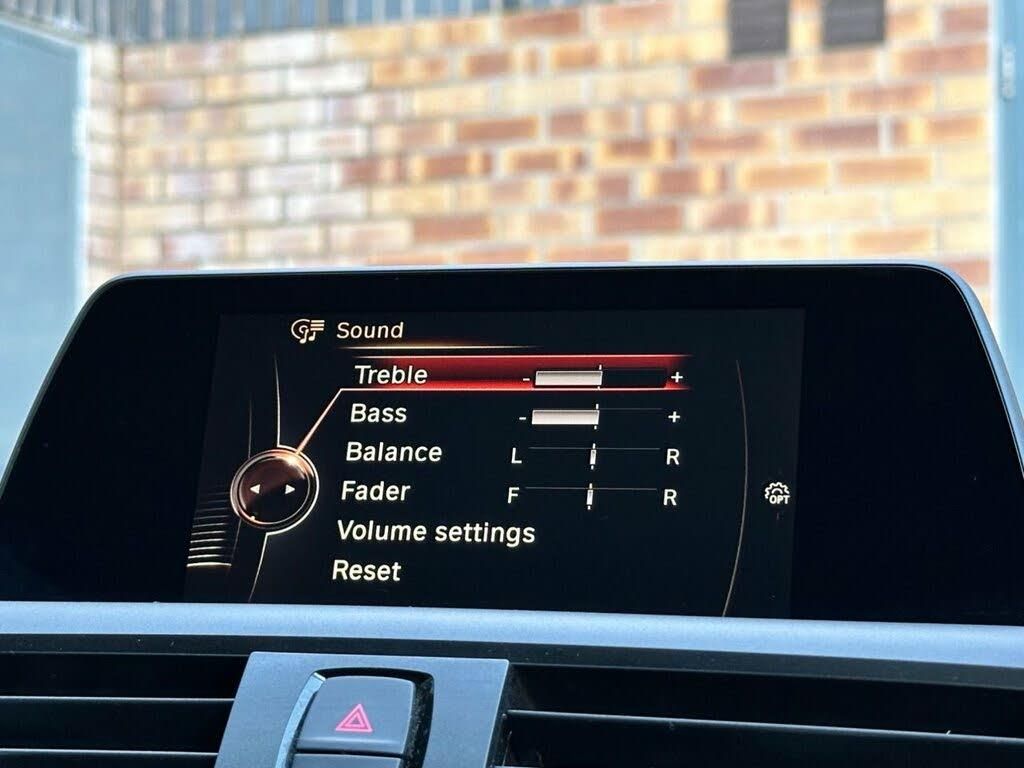 Sound
Treble - +
Bass - +
Balance L R
Fader F R
OPT
Volume settings
Reset